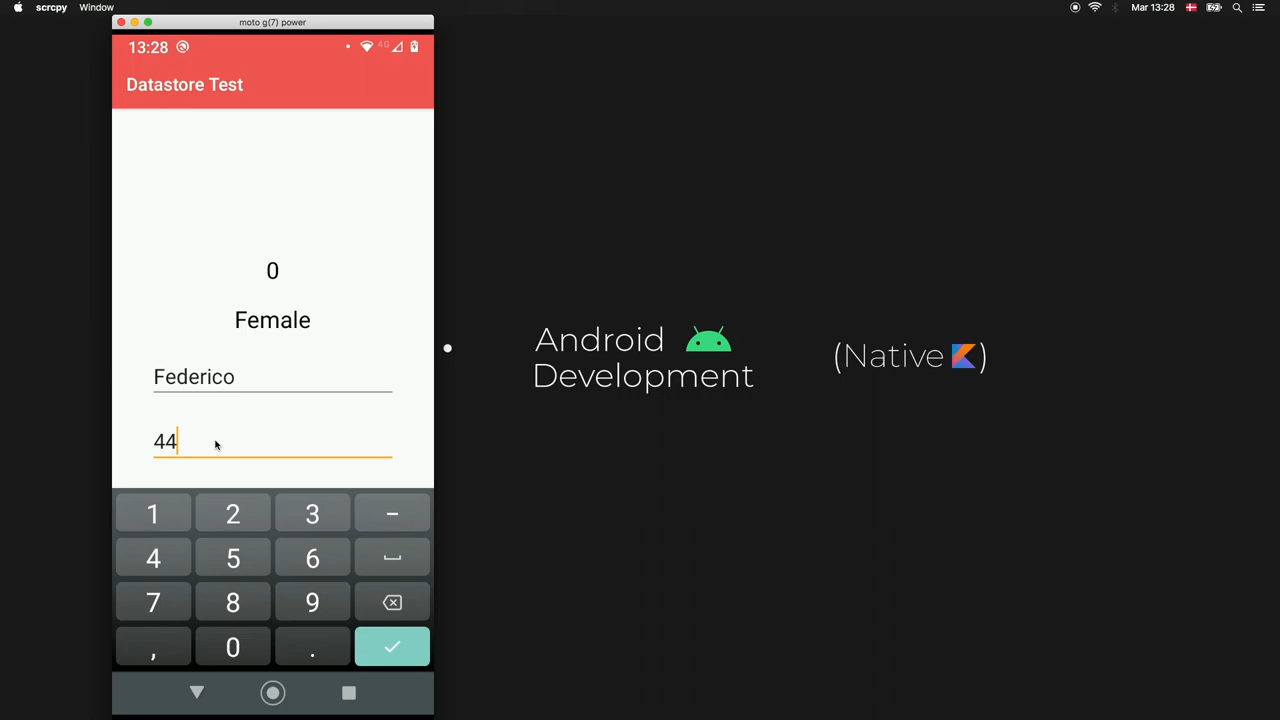 scrcpy Window
Mar 13:28
moto g(7) power
13:28
4G
Datastore Test
0
Female
Federico
44
1 2 3 -
4 5 6
7 8 9
, 0 .
Android
Development
(Native )